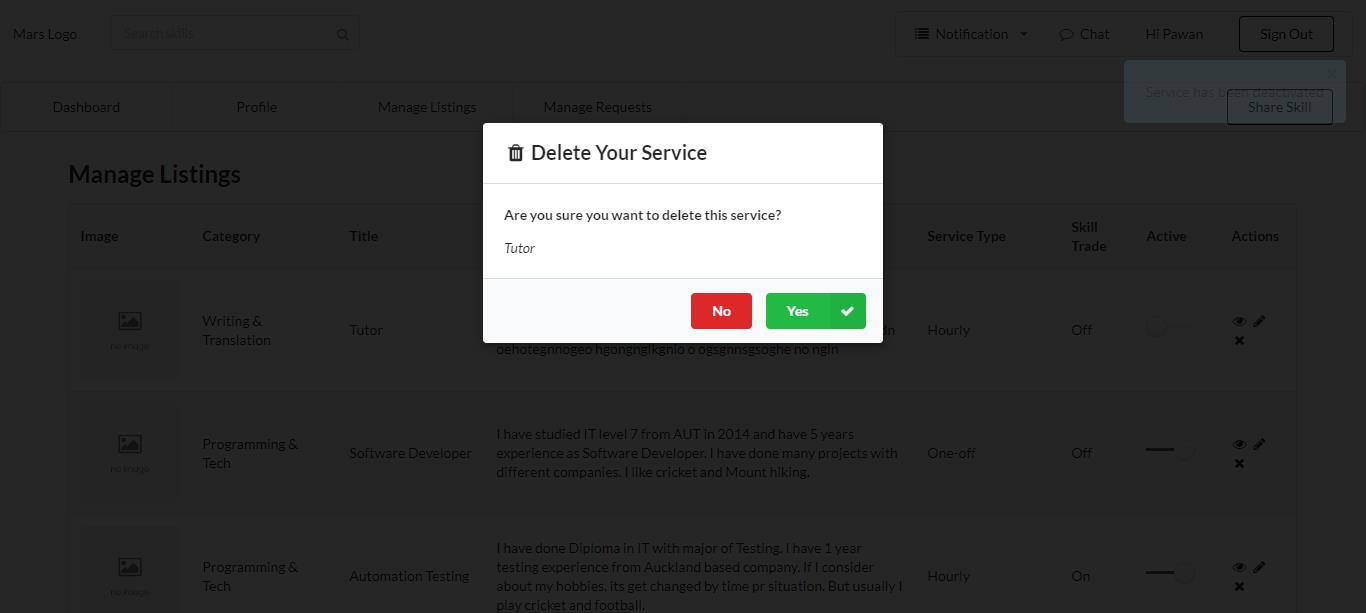 Mars Logo
Search skills
Notification
Chat
Hi Pawan
Sign Out
Service has been deactivated
Dashboard
Profile
Manage Listings
Manage Requests
Share Skill
Delete Your Service
Are you sure you want to delete this service?
Tutor
No
Yes
Manage Listings
Image
Category
Title
Service Type
Skill
Trade
Active
Actions
no image
Writing &
Translation
Tutor
oehotegnnogeo hgongnglkgnlo o ogsgnnsgsoghe no ngln
Hourly
Off
no image
Programming &
Tech
Software Developer
I have studied IT level 7 from AUT in 2014 and have 5 years
experience as Software Developer. I have done many projects with
different companies. I like cricket and Mount hiking.
One-off
Off
no image
Programming &
Tech
Automation Testing
I have done Diploma in IT with major of Testing. I have 1 year
testing experience from Auckland based company. If I consider
about my hobbies, its get changed by time pr situation. But usually I
play cricket and football.
Hourly
On